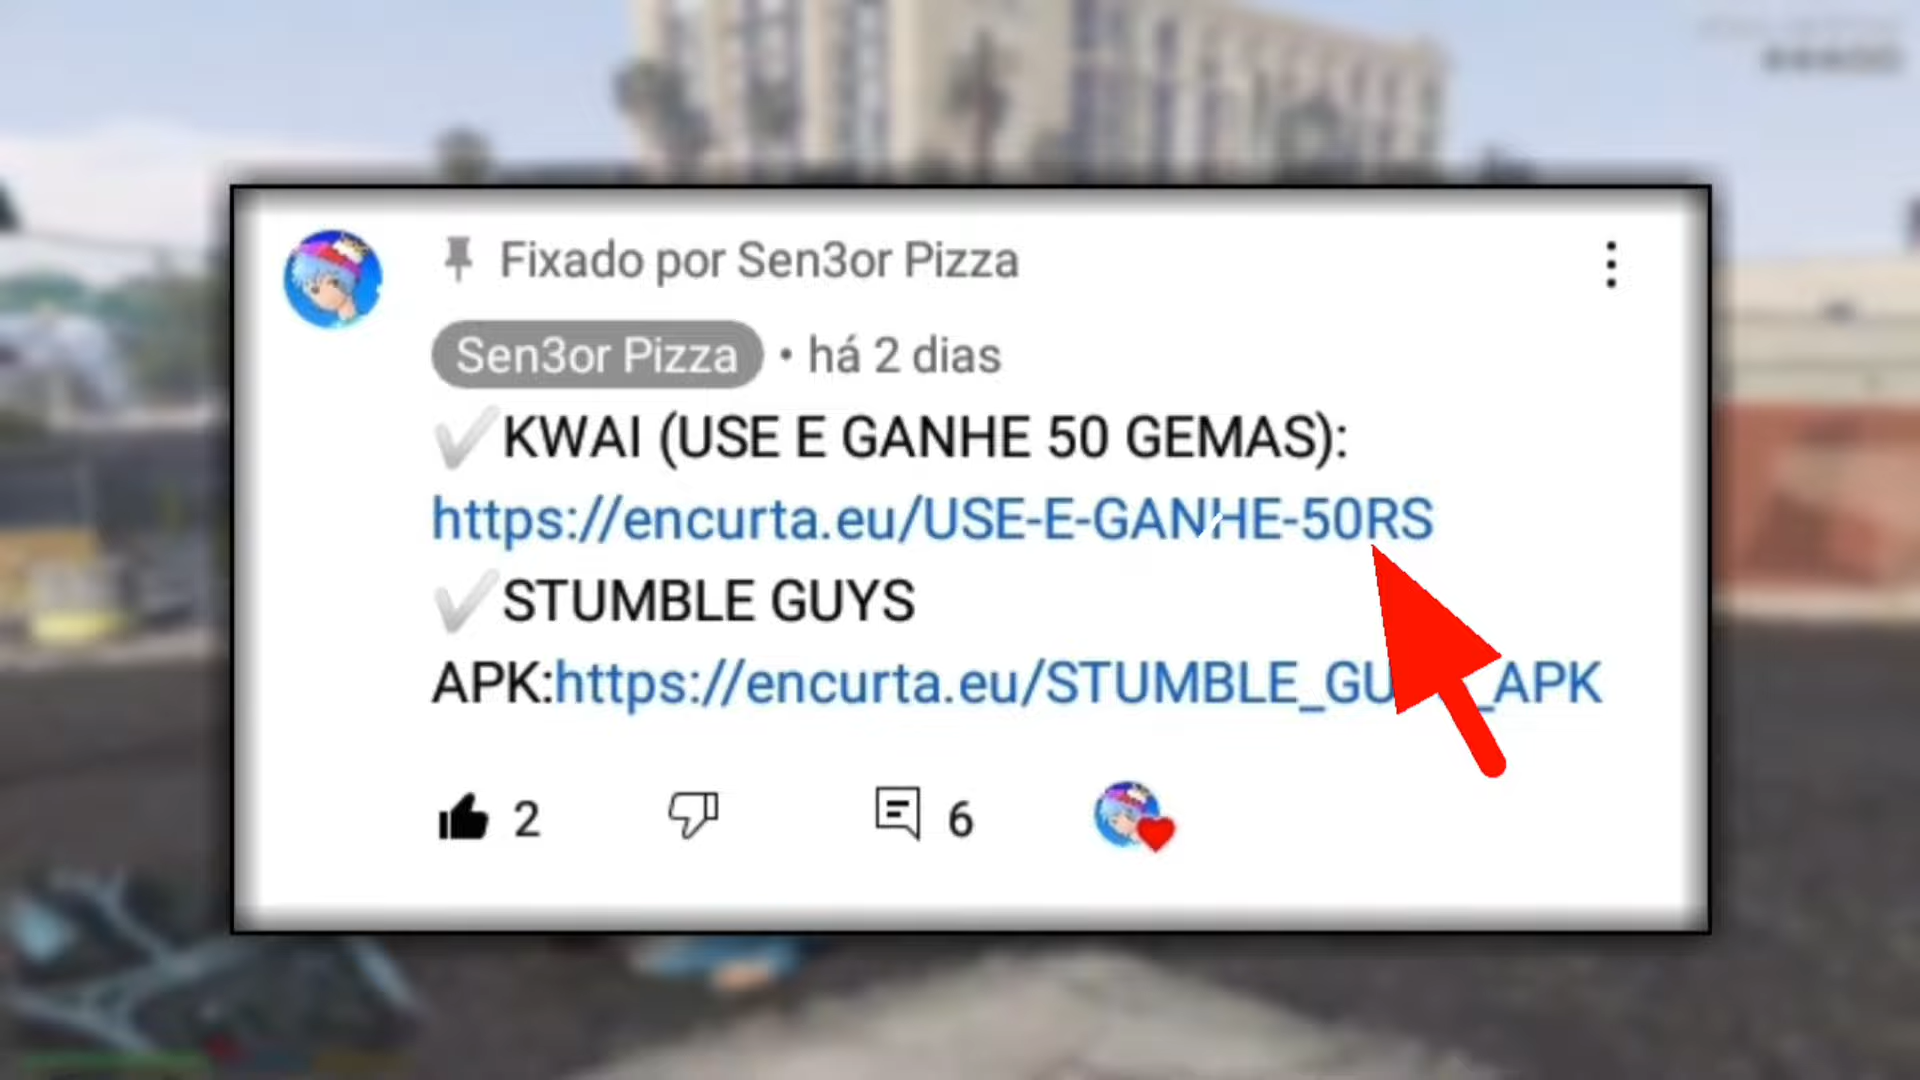 Fixado por Sen3or Pizza
Sen3or Pizza • há 2 dias
✔KWAI (USE E GANHE 50 GEMAS):
https://encurta.eu/USE-E-GANHE-50RS
✔STUMBLE GUYS
APK:https://encurta.eu/STUMBLE_GU _APK
2 6